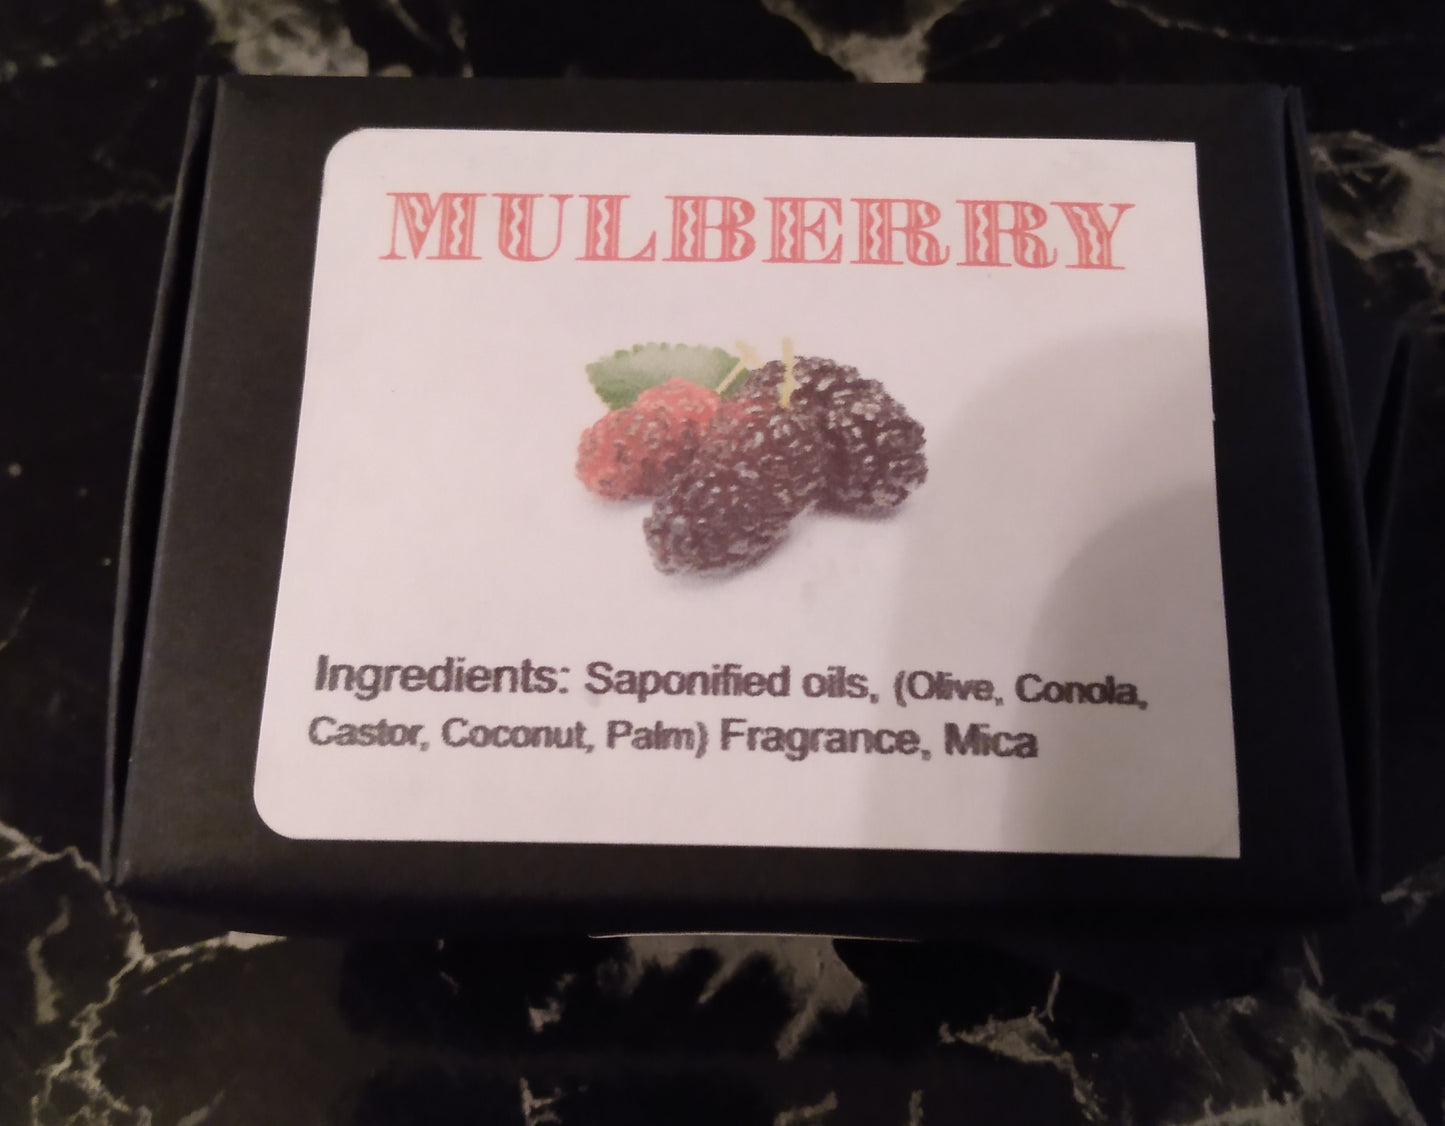 MULBERRY
Ingredients: Saponified oils, (Olive, Conola,
Castor, Coconut, Palm) Fragrance, Mica